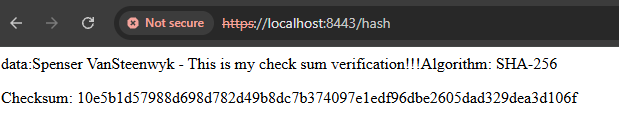 Not secure https://localhost:8443/hash
data:Spenser VanSteenwyk - This is my check sum verification!!!Algorithm: SHA-256
Checksum: 10e5b1d57988d698d782d49b8dc7b374097e1edf96dbe2605dad329dea3d106f